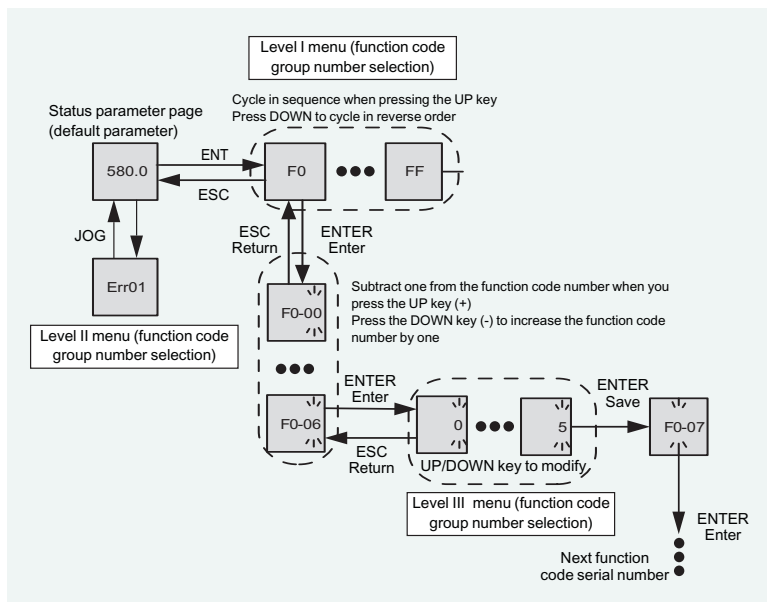 Level I menu (function code
group number selection)
Cycle in sequence when pressing the UP key
Press DOWN to cycle in reverse order
Status parameter page
(default parameter)
580.0
ENT
ESC
F0
FF
JOG
Err01
ESC
Return
ENTER
Enter
Level II menu (function code
group number selection)
F0-00
Subtract one from the function code number when you
press the UP key (+)
Press the DOWN key (-) to increase the function code
number by one
F0-06
ENTER
Enter
ESC
Return
0
5
UP/DOWN key to modify
ENTER
Save
F0-07
Level III menu (function code
group number selection)
ENTER
Enter
Next function
code serial number